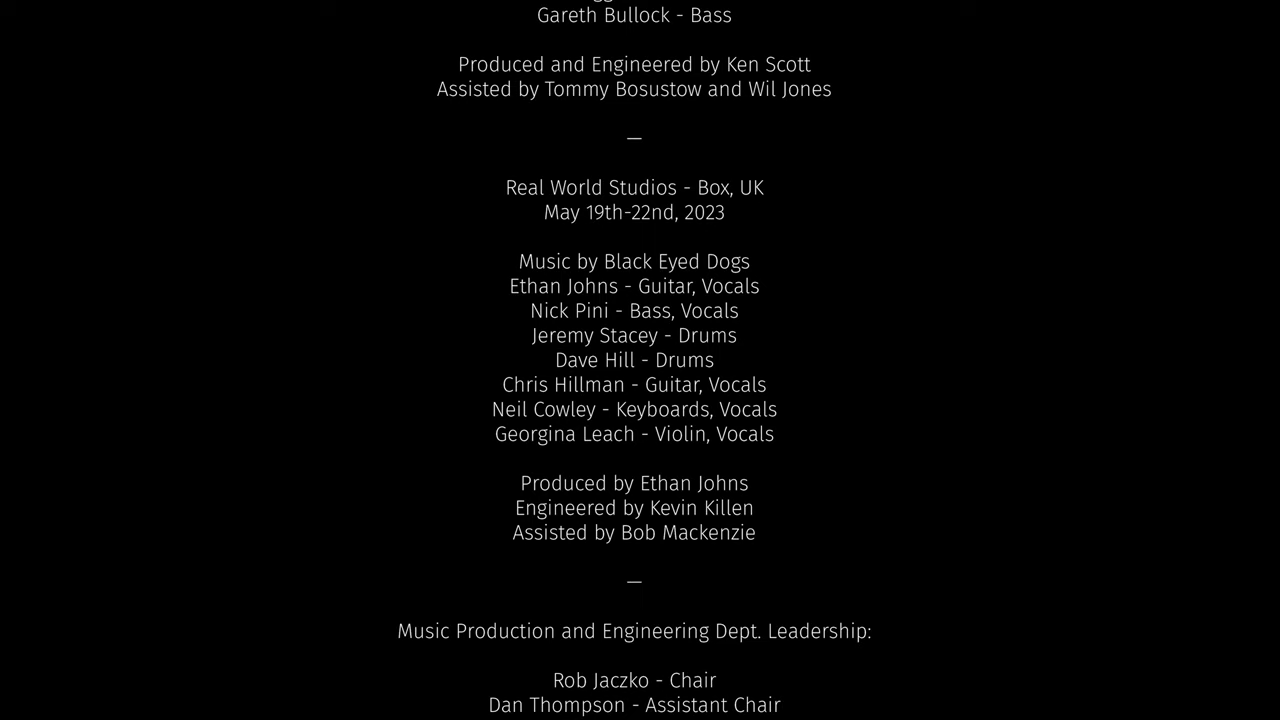 Gareth Bullock - Bass
Produced and Engineered by Ken Scott
Assisted by Tommy Bosustow and Wil Jones
—
Real World Studios - Box, UK
May 19th-22nd, 2023
Music by Black Eyed Dogs
Ethan Johns - Guitar, Vocals
Nick Pini - Bass, Vocals
Jeremy Stacey - Drums
Dave Hill - Drums
Chris Hillman - Guitar, Vocals
Neil Cowley - Keyboards, Vocals
Georgina Leach - Violin, Vocals
Produced by Ethan Johns
Engineered by Kevin Killen
Assisted by Bob Mackenzie
—
Music Production and Engineering Dept. Leadership:
Rob Jaczko - Chair
Dan Thompson - Assistant Chair